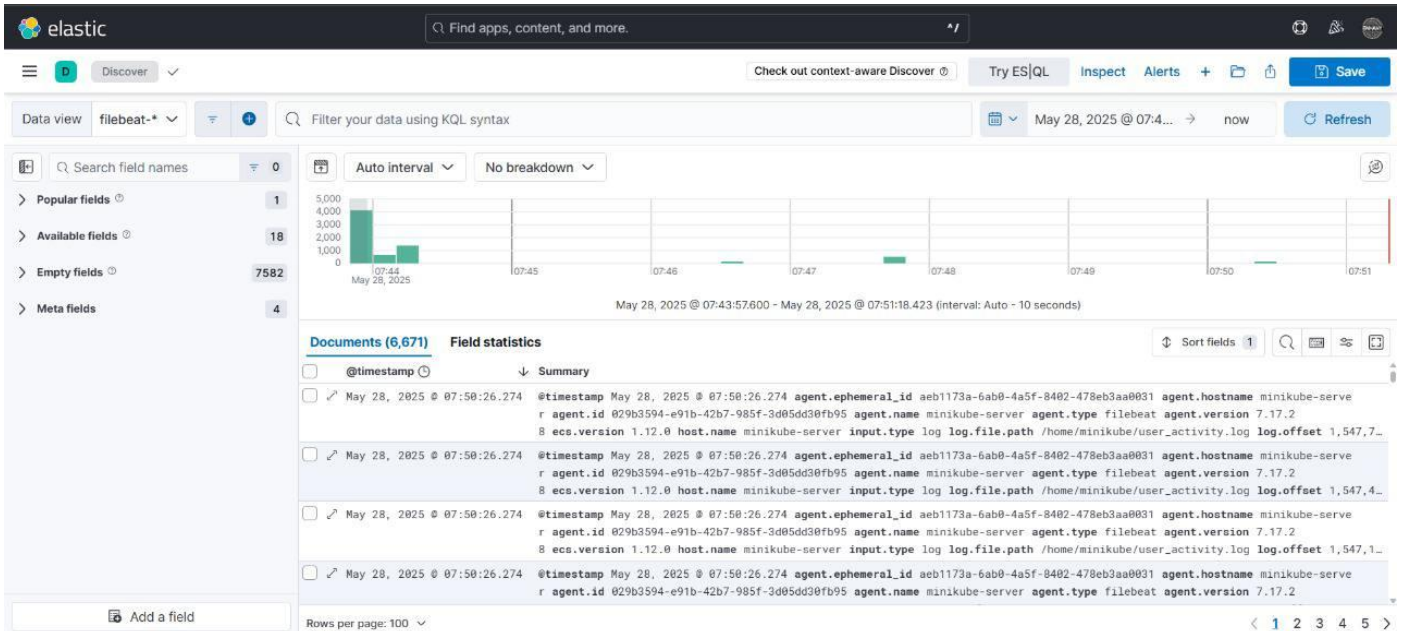 elastic
Find apps, content, and more.
^/
D
Discover
Check out context-aware Discover
Try ES|QL
Inspect
Alerts
Save
Data view
filebeat-*
Filter your data using KQL syntax
May 28, 2025 @ 07:4... → now
Refresh
Search field names
0
Popular fields
1
Available fields
18
Empty fields
7582
Meta fields
4
Add a field
Auto interval
No breakdown
5,000
4,000
3,000
2,000
1,000
0
07:44 07:45 07:46 07:47 07:48 07:49 07:50 07:51
May 28, 2025
May 28, 2025 @ 07:43:57.600 - May 28, 2025 @ 07:51:18.423 (interval: Auto - 10 seconds)
Documents (6,671) Field statistics
Sort fields 1
@timestamp Summary
May 28, 2025 @ 07:50:26.274 @timestamp May 28, 2025 @ 07:50:26.274 agent.ephemeral_id aeb1173a-6ab0-4a5f-8402-478eb3aa0031 agent.hostname minikube-serve
r agent.id 029b3594-e91b-42b7-985f-3d05dd30fb95 agent.name minikube-server agent.type filebeat agent.version 7.17.2
8 ecs.version 1.12.0 host.name minikube-server input.type log log.file.path /home/minikube/user_activity.log log.offset 1,547,7…
May 28, 2025 @ 07:50:26.274 @timestamp May 28, 2025 @ 07:50:26.274 agent.ephemeral_id aeb1173a-6ab0-4a5f-8402-478eb3aa0031 agent.hostname minikube-serve
r agent.id 029b3594-e91b-42b7-985f-3d05dd30fb95 agent.name minikube-server agent.type filebeat agent.version 7.17.2
8 ecs.version 1.12.0 host.name minikube-server input.type log log.file.path /home/minikube/user_activity.log log.offset 1,547,4…
May 28, 2025 @ 07:50:26.274 @timestamp May 28, 2025 @ 07:50:26.274 agent.ephemeral_id aeb1173a-6ab0-4a5f-8402-478eb3aa0031 agent.hostname minikube-serve
r agent.id 029b3594-e91b-42b7-985f-3d05dd30fb95 agent.name minikube-server agent.type filebeat agent.version 7.17.2
8 ecs.version 1.12.0 host.name minikube-server input.type log log.file.path /home/minikube/user_activity.log log.offset 1,547,1…
May 28, 2025 @ 07:50:26.274 @timestamp May 28, 2025 @ 07:50:26.274 agent.ephemeral_id aeb1173a-6ab0-4a5f-8402-478eb3aa0031 agent.hostname minikube-serve
r agent.id 029b3594-e91b-42b7-985f-3d05dd30fb95 agent.name minikube-server agent.type filebeat agent.version 7.17.2
Rows per page: 100
1 2 3 4 5